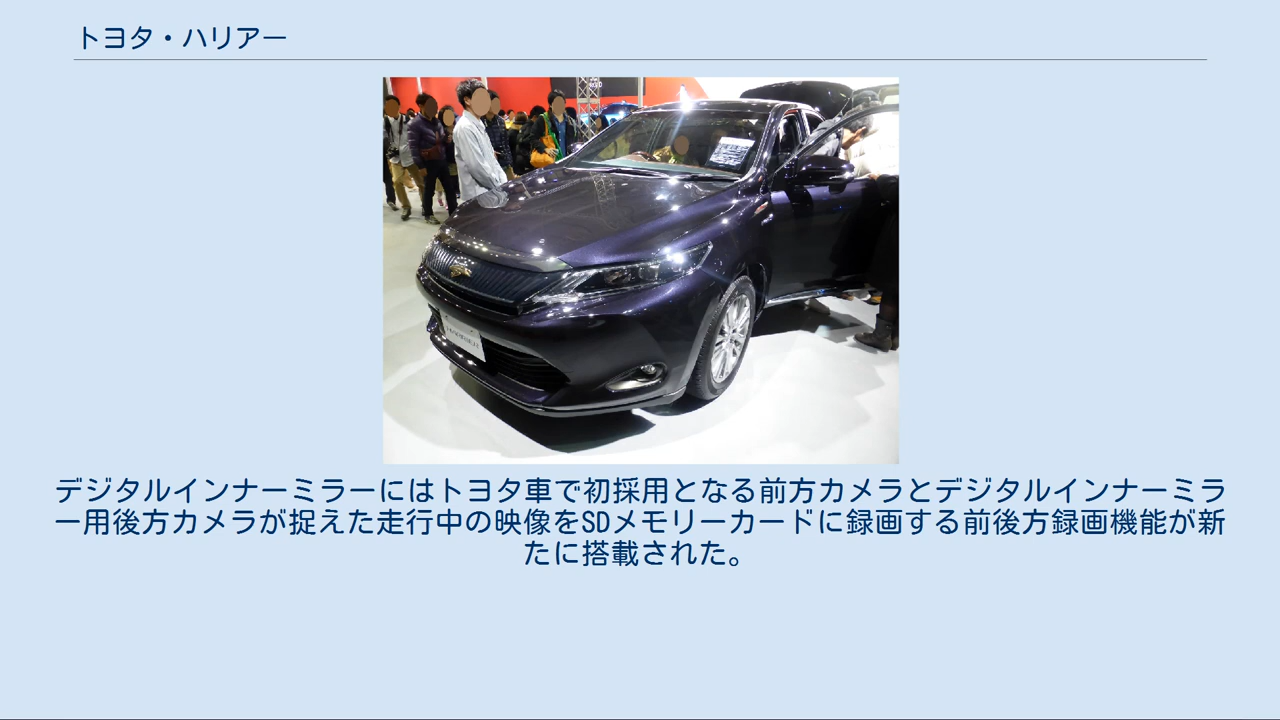 トヨタ・ハリアー
HARRIER
デジタルインナーミラーにはトヨタ車で初採用となる前方カメラとデジタルインナーミラ
ー用後方カメラが捉えた走行中の映像をSDメモリーカードに録画する前後方録画機能が新
たに搭載された。